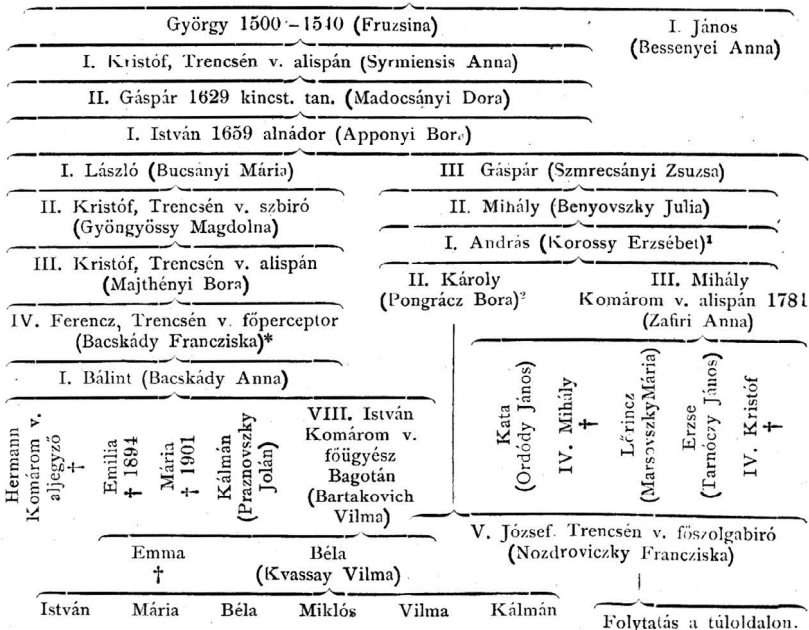 György 1500–1540 (Fruzsina)
I. János
(Bessenyei Anna)
I. Kristóf, Trencsén v. alispán (Syrmiensis Anna)
II. Gáspár 1629 kincst. tan. (Madocsányi Dora)
I. István 1659 alnádor (Apponyi Bora)
I. László (Bucsányi Mária)
III Gáspár (Szmrecsányi Zsuzsa)
II. Kristóf, Trencsén v. szbiró
(Gyöngyössy Magdolna)
II. Mihály (Benyovszky Julia)
I. András (Korossy Erzsébet)¹
III. Kristóf, Trencsén v. alispán
(Majthényi Bora)
II. Károly
(Pongrácz Bora)²
III. Mihály
Komárom v. alispán 1781
(Zafiri Anna)
IV. Ferencz, Trencsén v. főperceptor
(Bacskády Francziska)*
I. Bálint (Bacskády Anna)
Kata
(Ordódy János)
IV. Mihály
†
Lőrincz
(MarsovszkyMária)
Erzse
(Tarnóczy János)
IV. Kristóf
†
Hermann
Komárom v.
aljegyző
†
Emilia
† 1894
Mária
† 1901
Kálmán
(Praznovszky
Jolán)
VIII. István
Komárom v.
főügyész
Bagotán
(Bartakovich
Vilma)
V. József. Trencsén v. főszolgabiró
(Nozdroviczky Francziska)
Emma
†
Béla
(Kvassay Vilma)
István Mária Béla Miklós Vilma Kálmán
Folytatás a túloldalon.